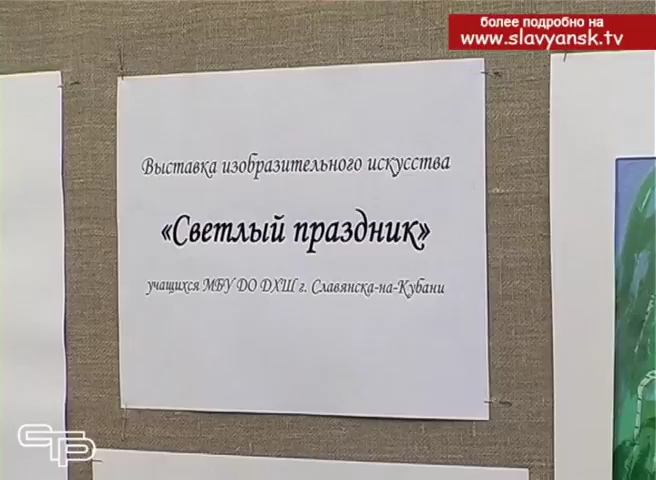 более подробно на
www.slavyansk.tv
Выставка изобразительного искусства
«Светлый праздник»
учащихся МБУ ДО ДХШ г. Славянска-на-Кубани